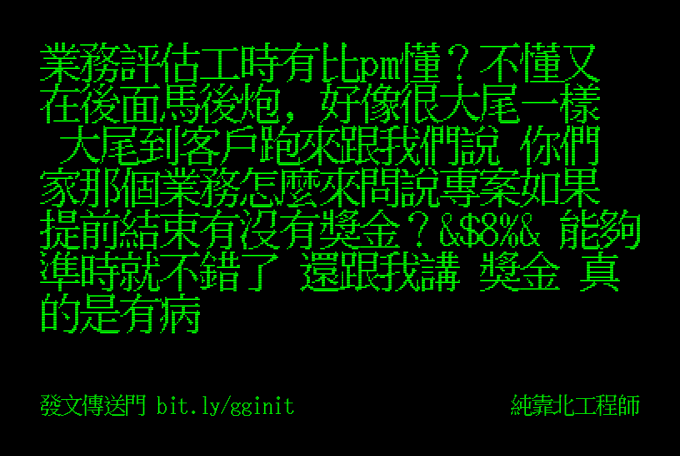 業務評估工時有比pm懂？不懂又
在後面馬後炮，好像很大尾一樣
大尾到客戶跑來跟我們說 你們
家那個業務怎麼來問說專案如果
提前結束有沒有獎金？&$8%& 能夠
準時就不錯了 還跟我講 獎金 真
的是有病
發文傳送門 bit.ly/gginit
純靠北工程師